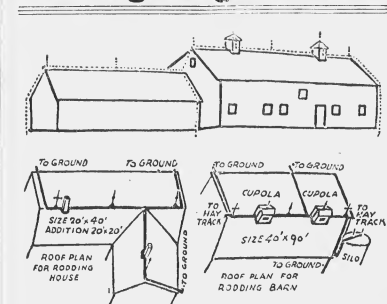 TO GROUND
TO GROUND
SIZE 20'x 40'
ADDITION 20'x 20'
ROOF PLAN
FOR RODDING
HOUSE
TO GROUND
TO GROUND
TO GROUND
CUPOLA
CUPOLA
TO
HAY
TRACK
TO
HAY
TRACK
SIZE 40'x 90'
SILO
TO GROUND
ROOF PLAN FOR
RODDING BARN